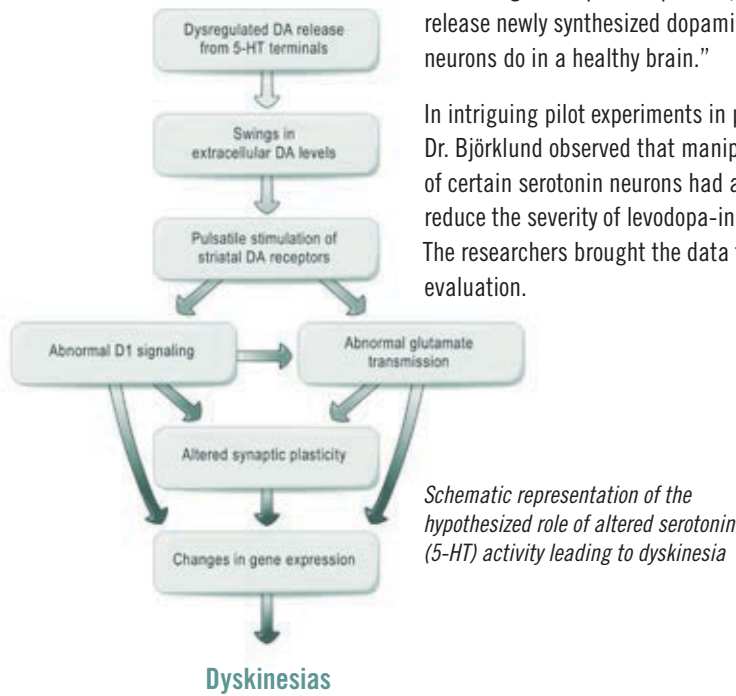 Dysregulated DA release
from 5-HT terminals
Swings in
extracellular DA levels
Pulsatile stimulation of
striatal DA receptors
Abnormal D1 signaling
Abnormal glutamate
transmission
Altered synaptic plasticity
Changes in gene expression
Dyskinesias
release newly synthesized
neurons do in a healthy brain.”
In intriguing pilot experiments in
Dr. Björklund observed that
of certain serotonin neurons had
reduce the severity of
The researchers brought the data
evaluation.
Schematic representation of the
hypothesized role of altered serotonin
(5-HT) activity leading to dyskinesia